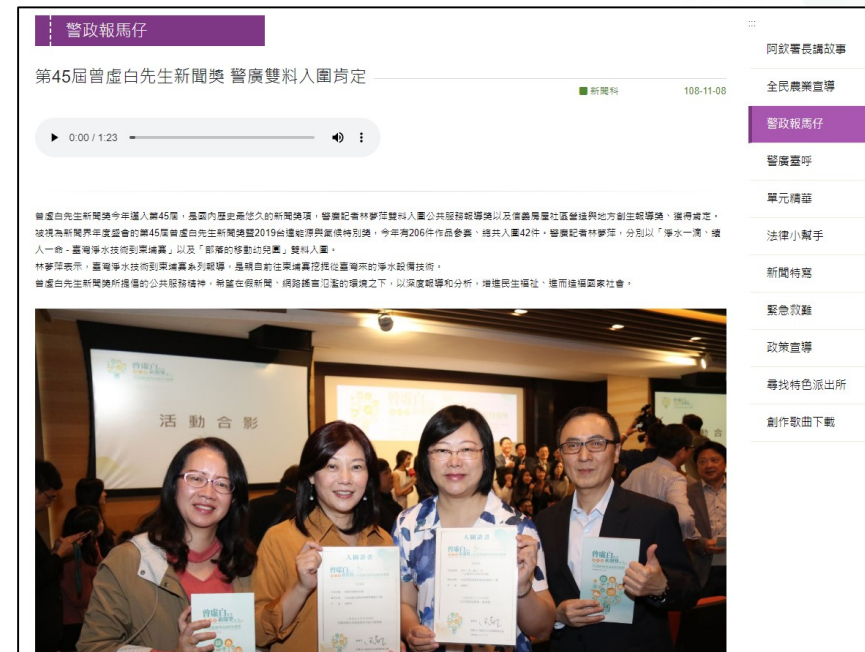 警政報馬仔
第45屆曾虛白先生新聞獎 警廣雙料入圍肯定
新聞科 108-11-08
0:00 / 1:23
曾虛白先生新聞獎今年邁入第45屆，是國內歷史最悠久的新聞獎項，警廣記者林夢萍雙料入圍公共服務報導獎以及信義房屋社區營造與地方創生報導獎、獲得肯定。
被視為新聞界年度盛會的第45屆曾虛白先生新聞獎暨2019台達能源與氣候特別獎，今年有206件作品參賽、總共入圍42件。警廣記者林夢萍，分別以「淨水一滴、續
人一命 - 臺灣淨水技術到柬埔寨」以及「部落的移動幼兒園」雙料入圍。
林夢萍表示，臺灣淨水技術到柬埔寨系列報導，是親自前往柬埔寨挖掘從臺灣來的淨水設備技術。
曾虛白先生新聞獎所提倡的公共服務精神，希望在假新聞、網路謠言氾濫的環境之下，以深度報導和分析，增進民生福祉、進而造福國家社會。
曾虛白
活動合影
入圍證書
曾虛白
入圍證書
曾虛白
曾虛白
曾虛白
:::
阿欽署長講故事
全民農業宣導
警政報馬仔
警廣臺呼
單元精華
法律小幫手
新聞特寫
緊急救難
政策宣導
尋找特色派出所
創作歌曲下載